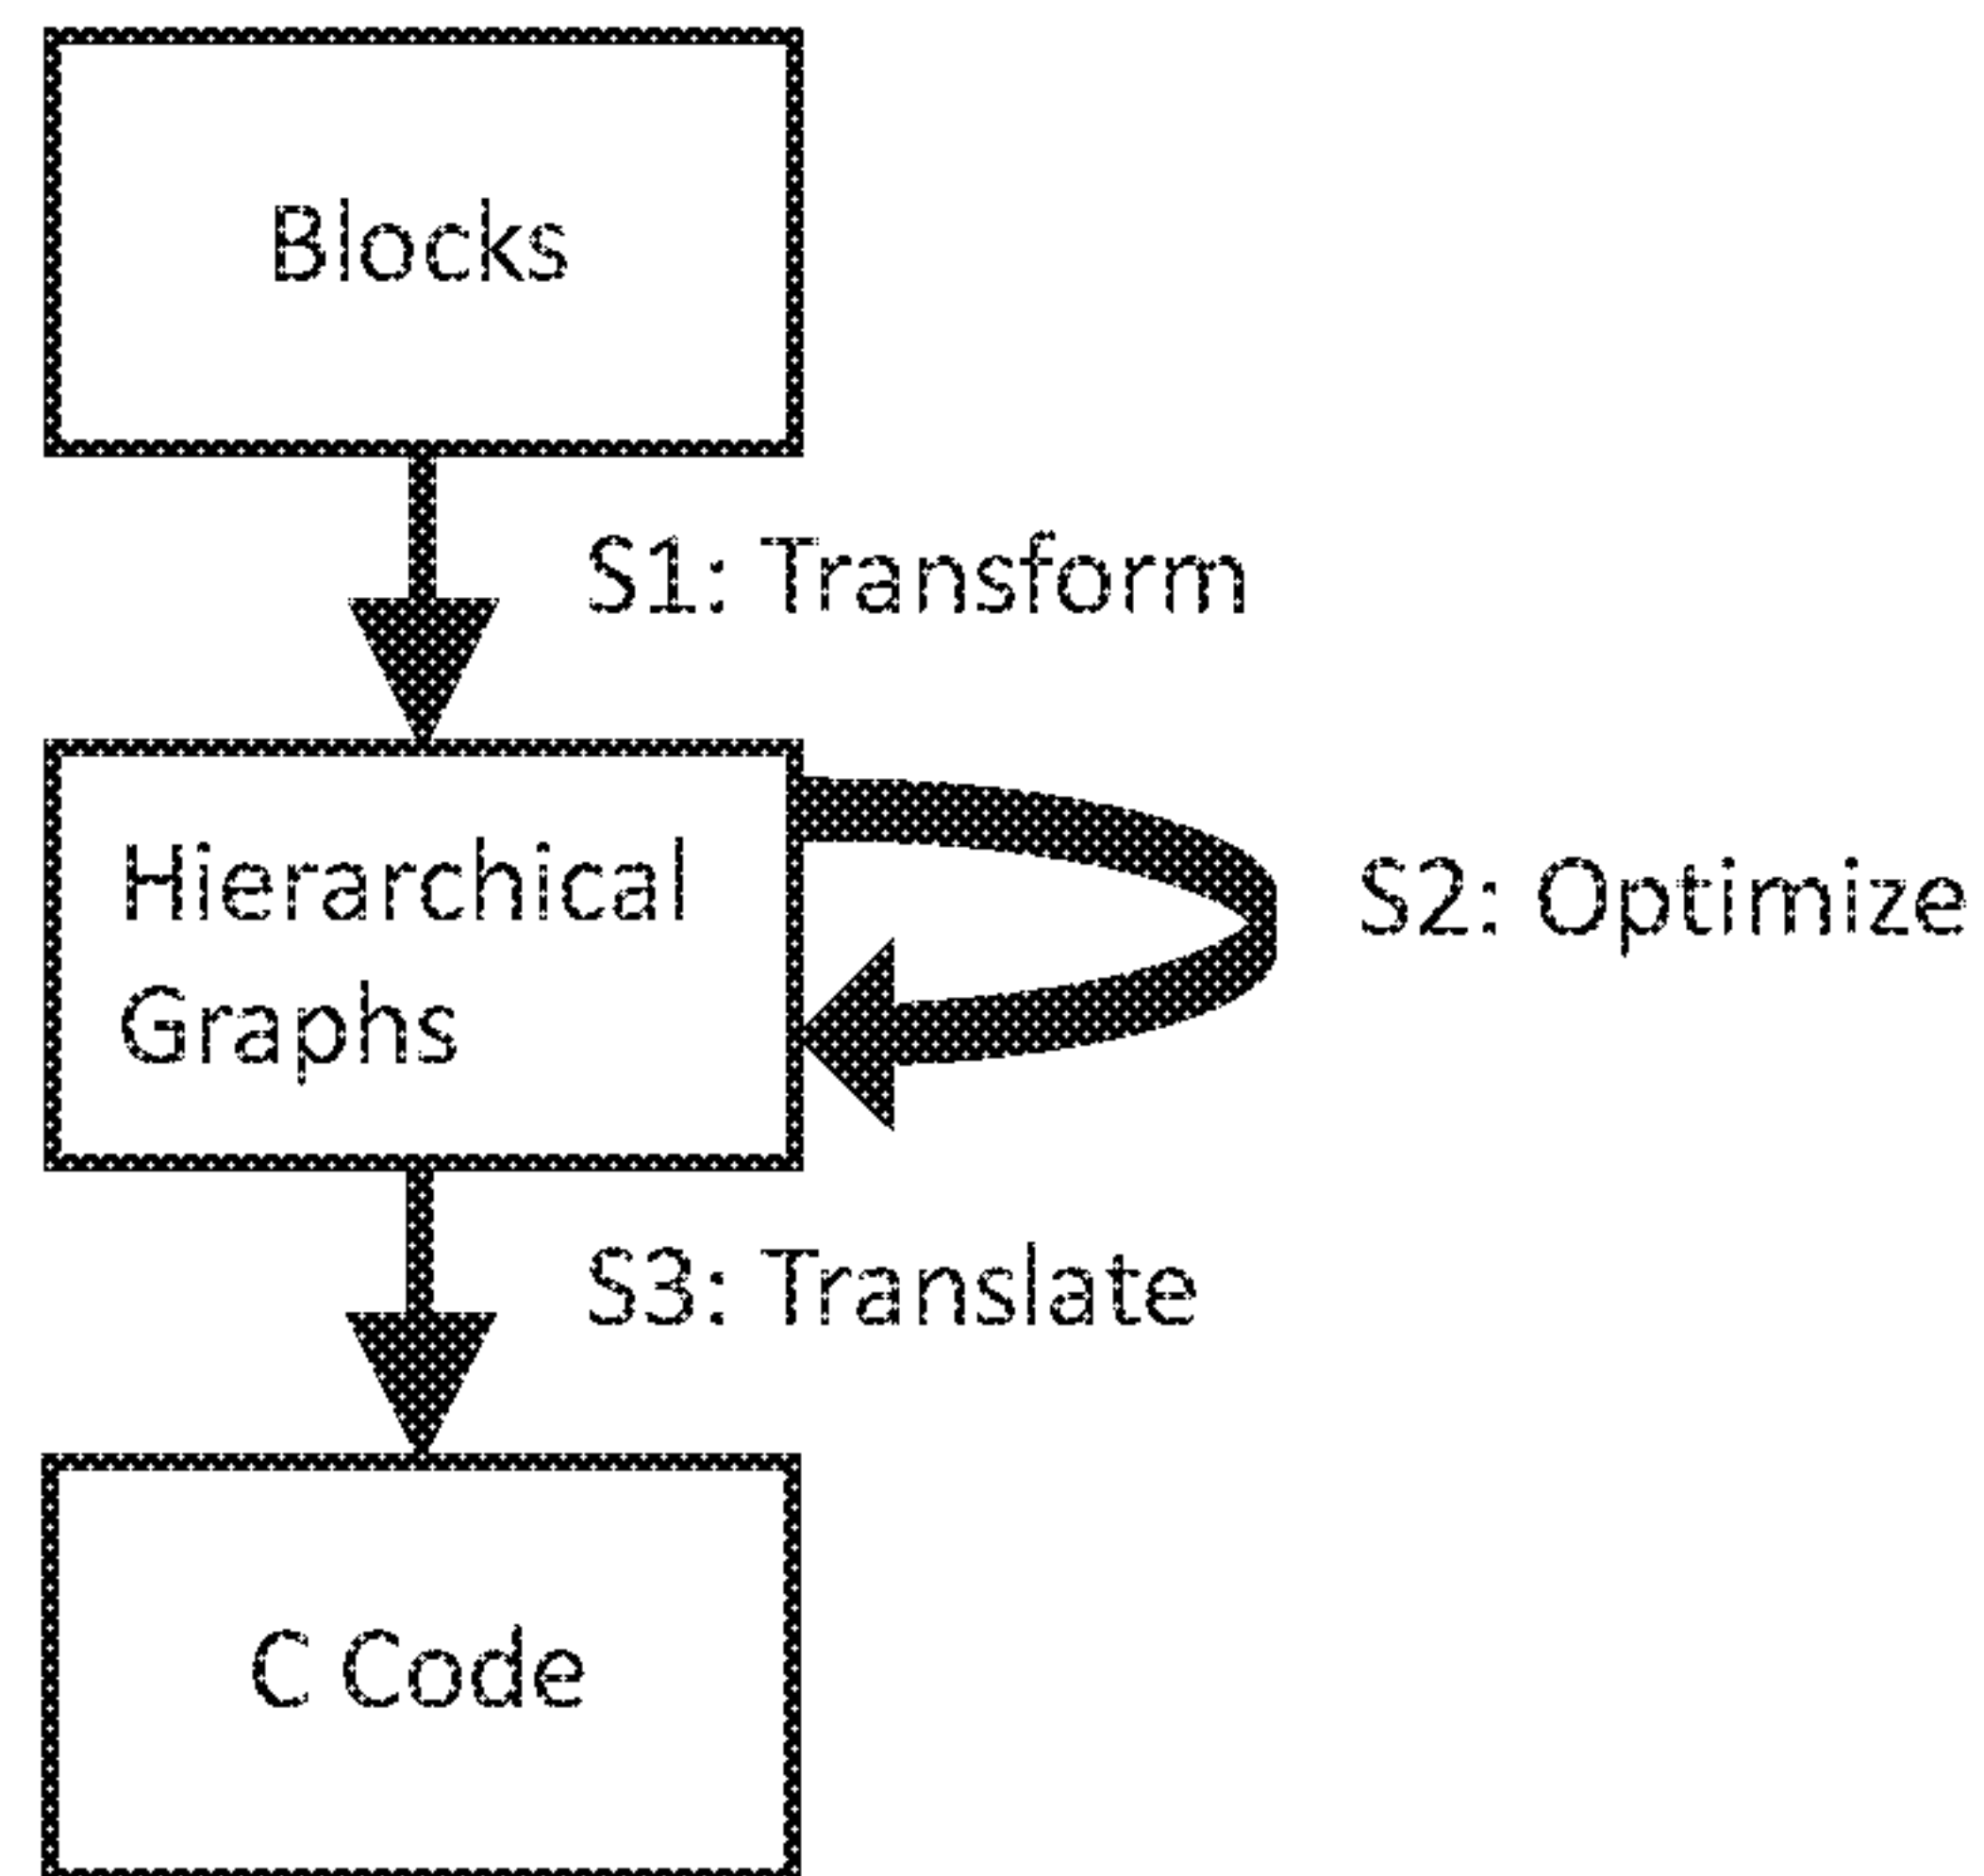 Blocks
S1: Transform
Hierarchical
Graphs
S2: Optimize
S3: Translate
C Code